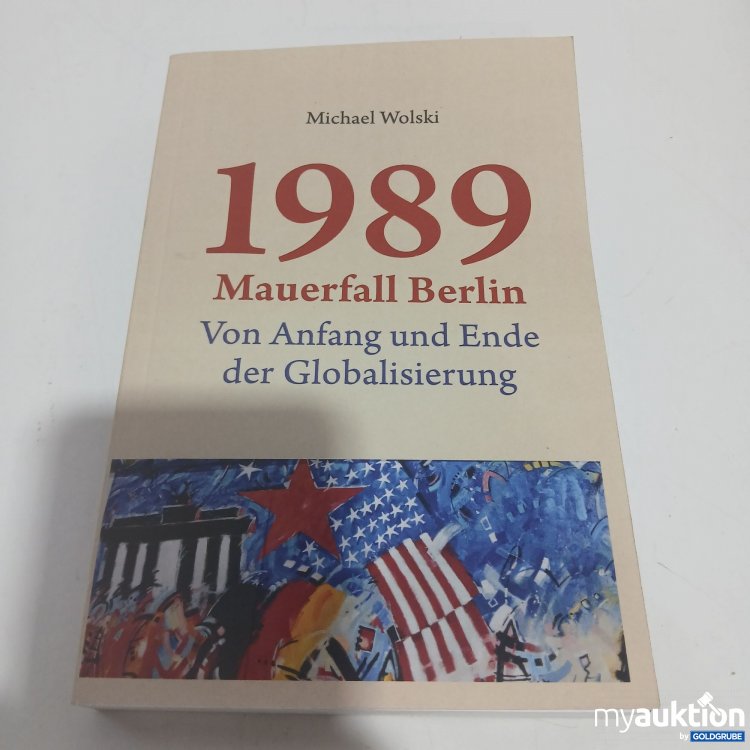 Michael Wolski
1989
Mauerfall Berlin
Von Anfang und Ende
der Globalisierung
myauktion
by GOLDGRUBE